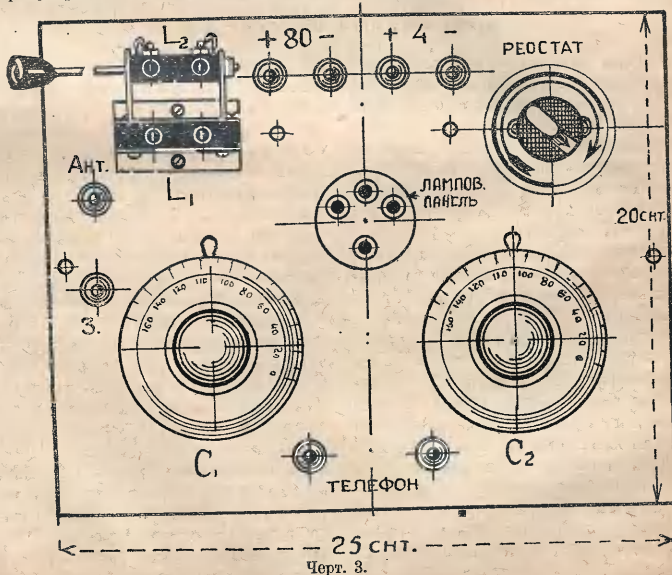 L₂
+ 80 -
+ 4 -
РЕОСТАТ
АНТ.
L₁
ЛАМПОВ.
ПАНЕЛЬ
20 СНТ.
З.
160 140 120 110 100 80 60 40 20 0
160 140 120 110 100 80 60 40 20 0
C₁
C₂
ТЕЛЕФОН
25 СНТ.
Черт. 3.